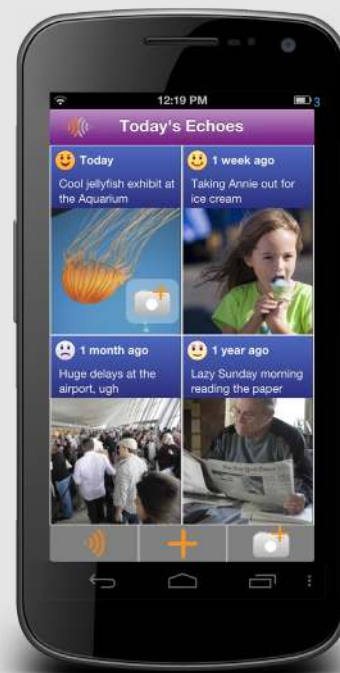 12:19 PM
3
Today's Echoes
Today
Cool jellyfish exhibit at
the Aquarium
1 week ago
Taking Annie out for
ice cream
1 month ago
Huge delays at the
airport, ugh
1 year ago
Lazy Sunday morning
reading the paper